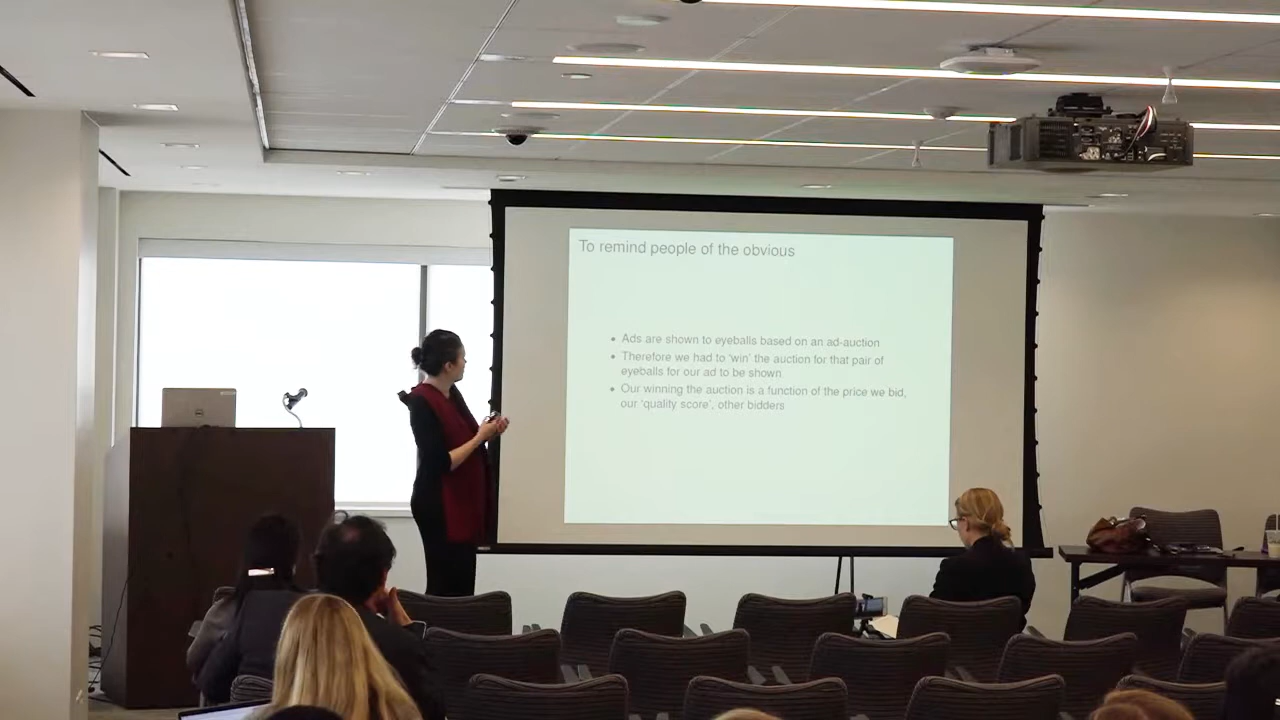 To remind people of the obvious
Ads are shown to eyeballs based on an ad-auction
Therefore we had to 'win' the auction for that pair of
eyeballs for our ad to be shown
Our winning the auction is a function of the price we bid,
our 'quality score', other bidders